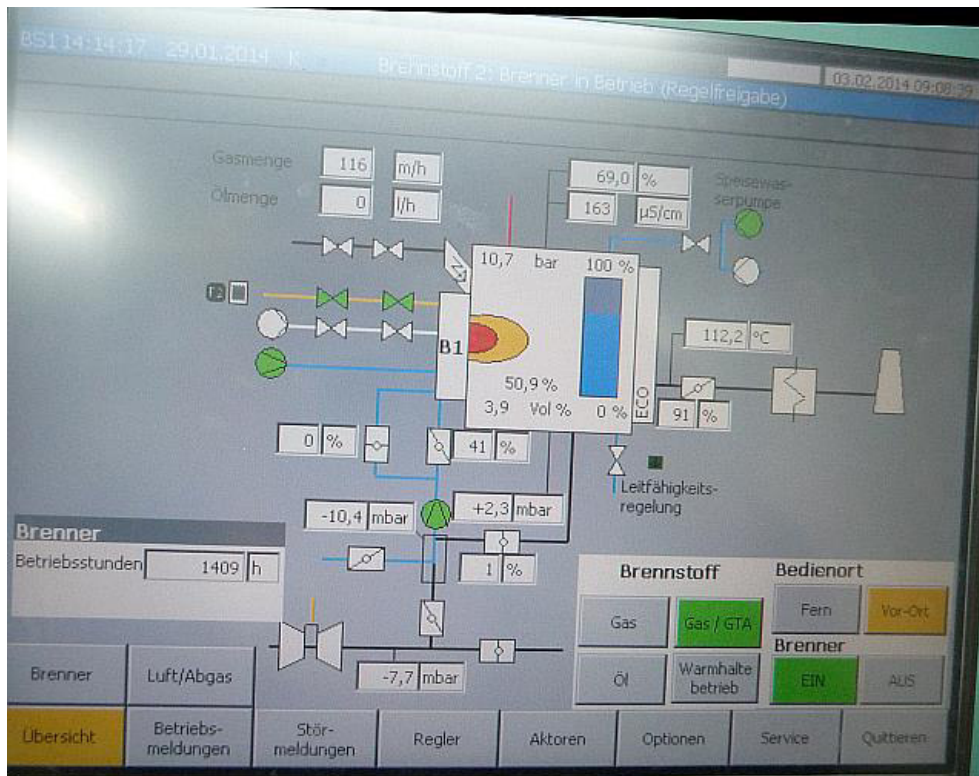 BS1 14:14:17 29.01.2014 K
Brennstoff 2: Brenner in Betrieb (Regelfreigabe)
03.02.2014 09:08:39
Gasmenge 116 m/h
Ölmenge 0 l/h
69,0 %
163 µS/cm
Speisewas-
serpumpe
10,7 bar 100 %
F2
B1
112,2 °C
50,9 %
3,9 Vol % 0 %
ECO
91 %
0 %
41 %
Leitfähigkeits-
regelung
-10,4 mbar
+2,3 mbar
1 %
-7,7 mbar
Brenner
Betriebsstunden 1409 h
Brennstoff
Gas
Gas / GTA
Öl
Warmhalte
betrieb
Bedienort
Fern
Vor-Ort
Brenner
EIN
AUS
Brenner
Luft/Abgas
Übersicht
Betriebs-
meldungen
Stör-
meldungen
Regler
Aktoren
Optionen
Service
Quittieren